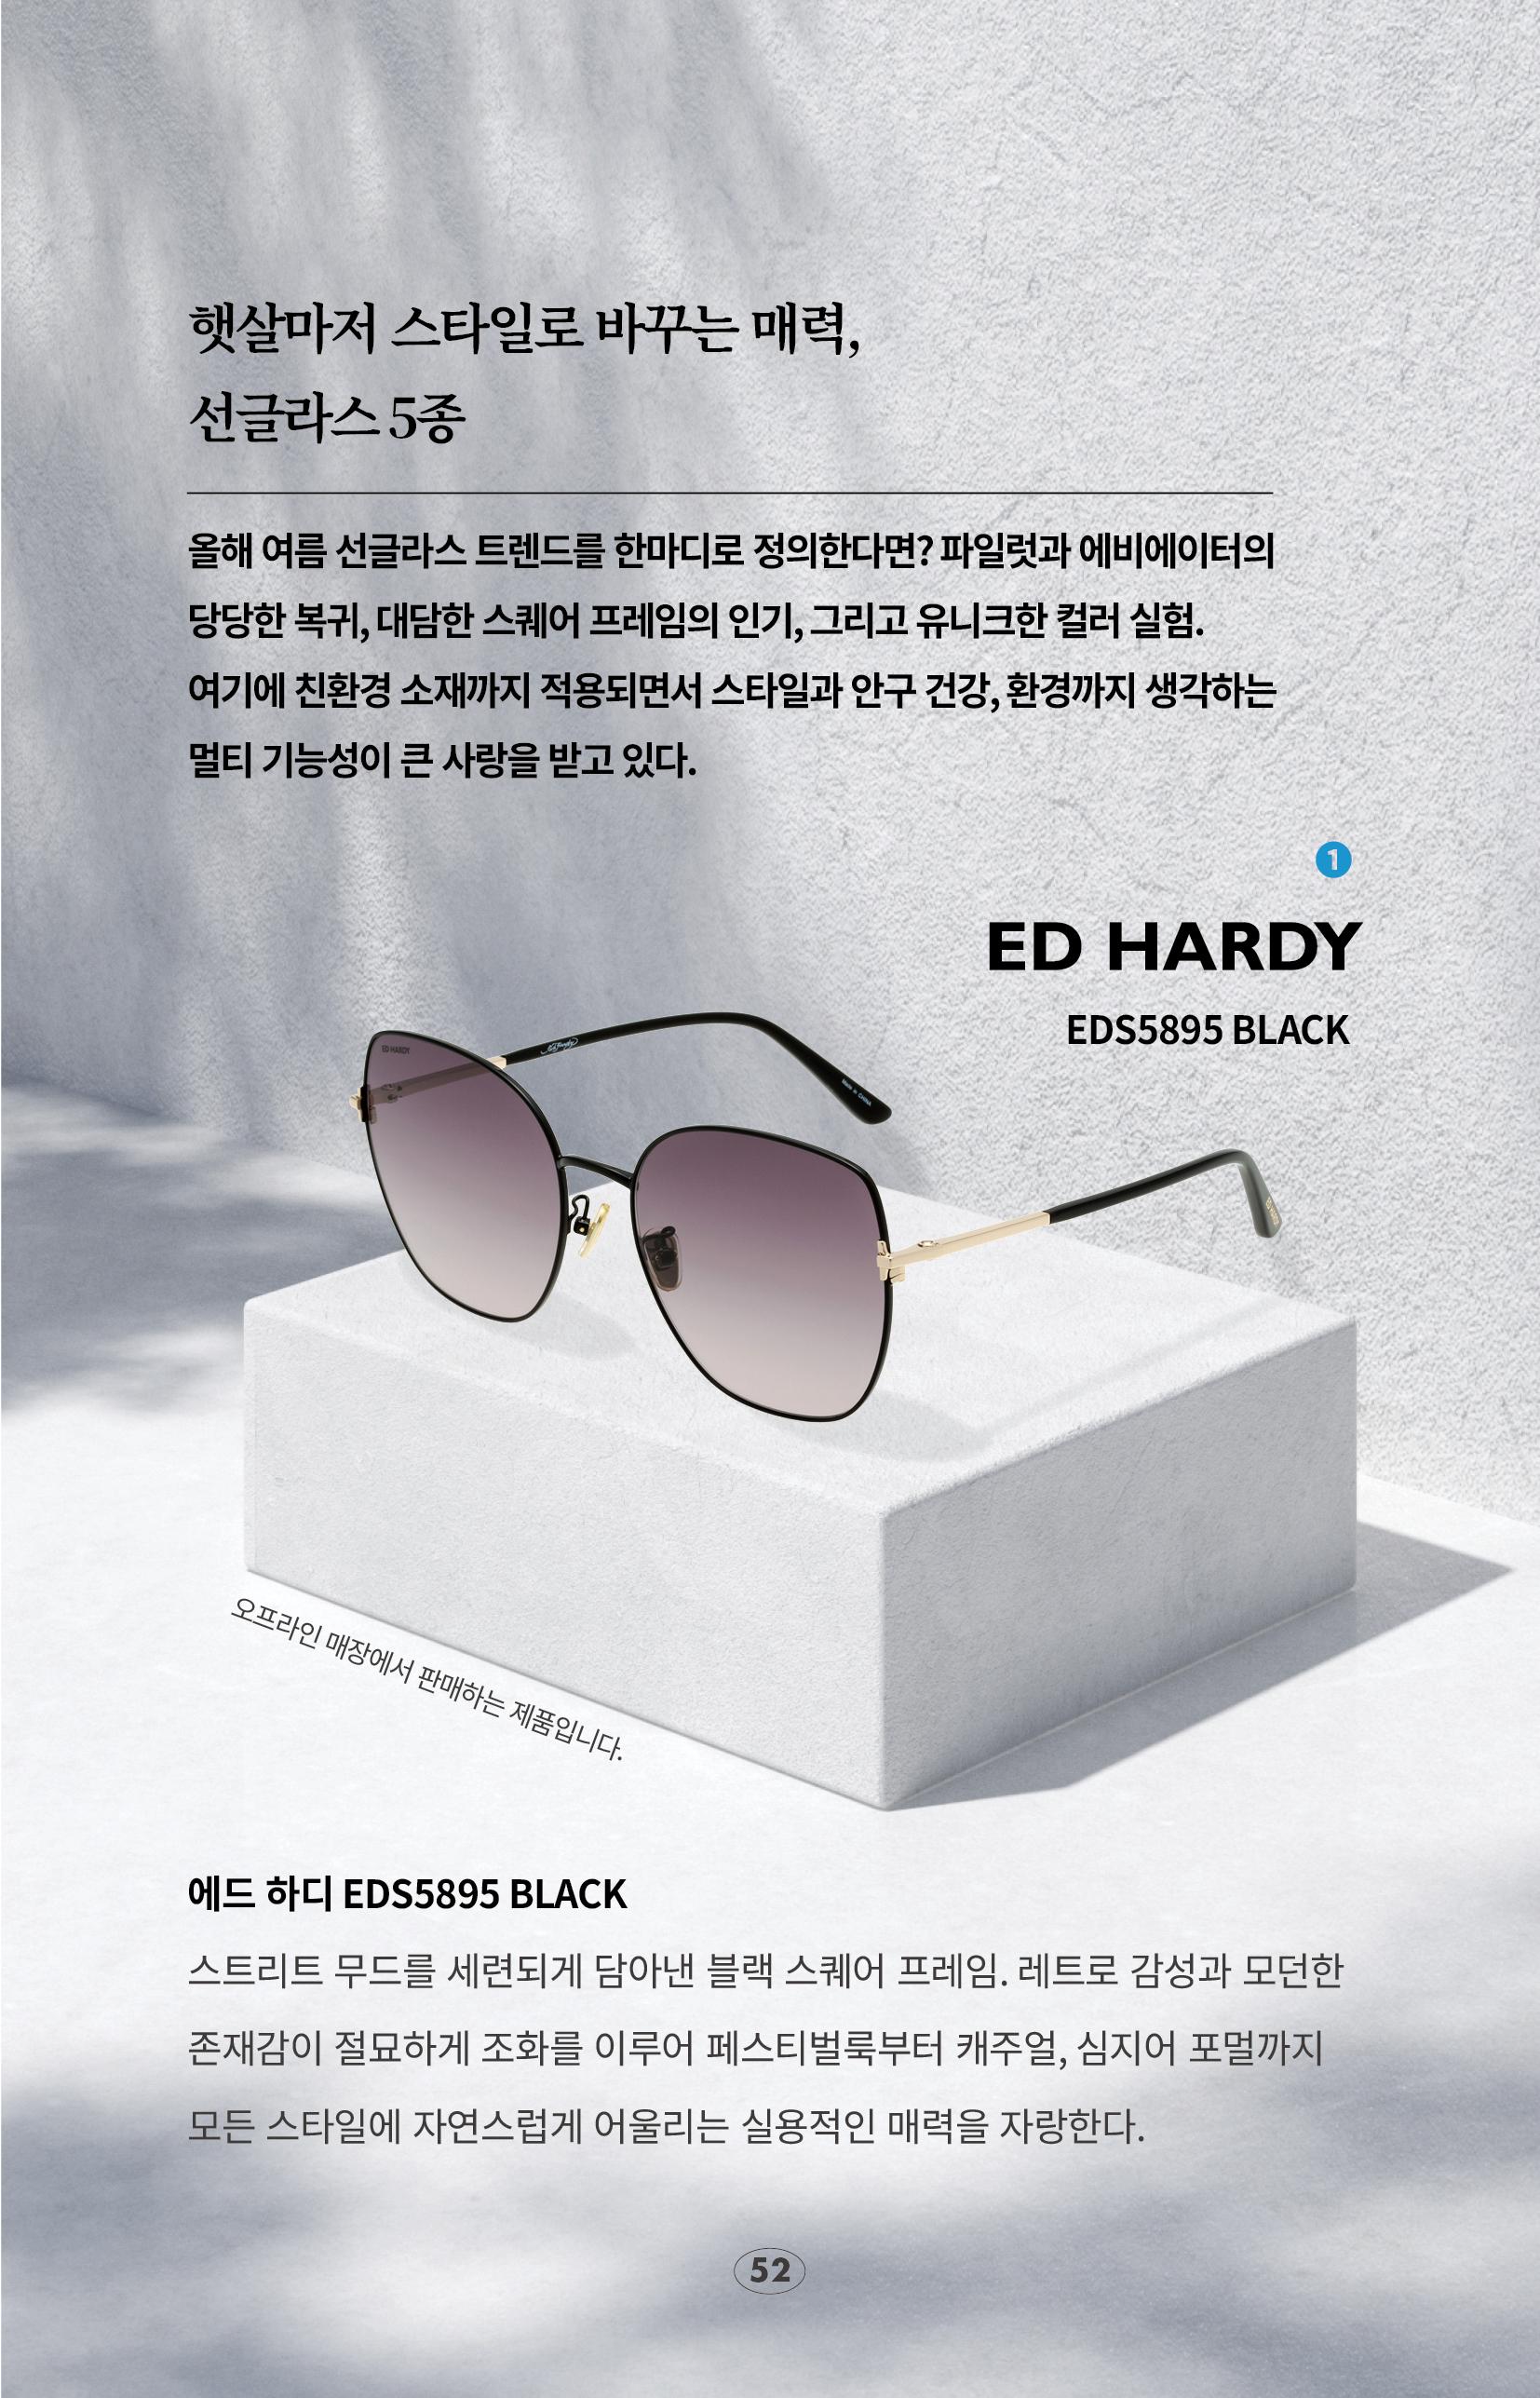 햇살마저 스타일로 바꾸는 매력,
선글라스 5종
올해 여름 선글라스 트렌드를 한마디로 정의한다면? 파일럿과 에비에이터의
당당한 복귀, 대담한 스퀘어 프레임의 인기, 그리고 유니크한 컬러 실험.
여기에 친환경 소재까지 적용되면서 스타일과 안구 건강, 환경까지 생각하는
멀티 기능성이 큰 사랑을 받고 있다.
1
ED HARDY
EDS5895 BLACK
ED HARDY
Ed Hardy
Made in CHINA
오프라인 매장에서 판매하는 제품입니다.
에드 하디 EDS5895 BLACK
스트리트 무드를 세련되게 담아낸 블랙 스퀘어 프레임. 레트로 감성과 모던한
존재감이 절묘하게 조화를 이루어 페스티벌룩부터 캐주얼, 심지어 포멀까지
모든 스타일에 자연스럽게 어울리는 실용적인 매력을 자랑한다.
52